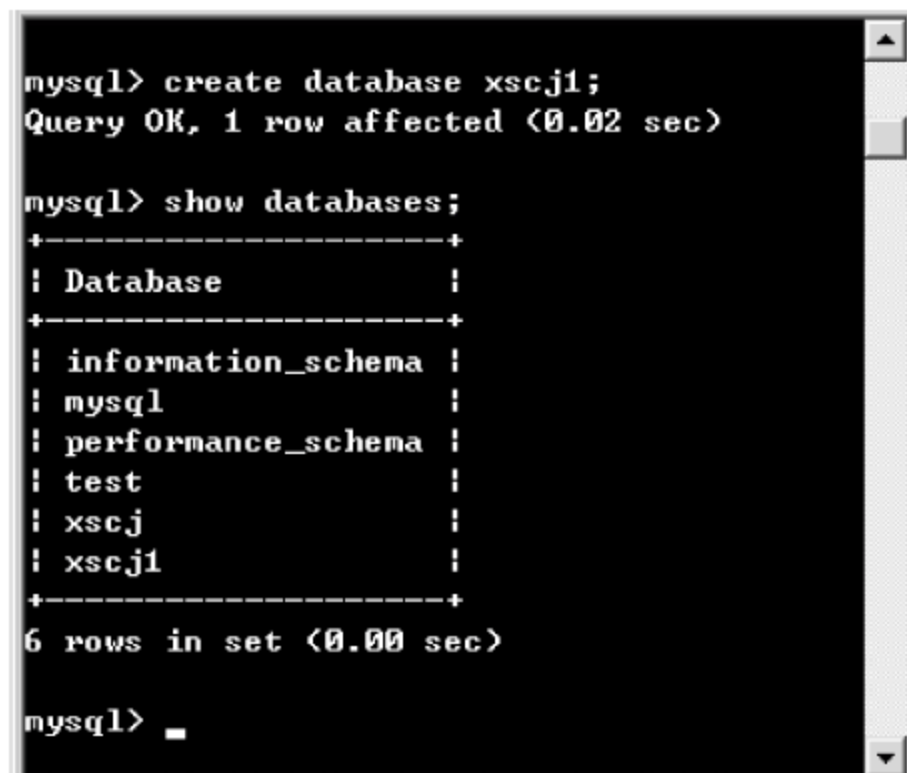 mysql> create database xscj1;
Query OK, 1 row affected (0.02 sec)
mysql> show databases;
+--------------------+
| Database           |
+--------------------+
| information_schema |
| mysql              |
| performance_schema |
| test               |
| xscj               |
| xscj1              |
+--------------------+
6 rows in set (0.00 sec)
mysql> _